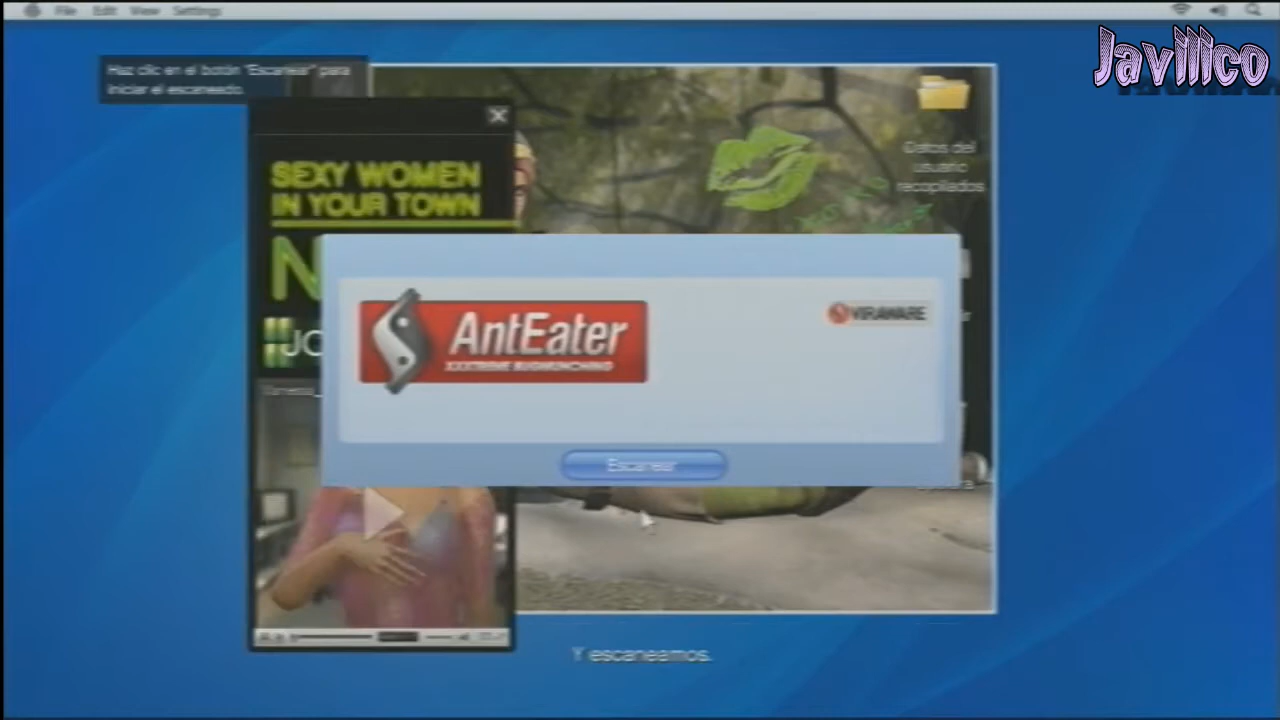 File Edit View Settings
Javilico
Haz clic en el botón "Escanear" para
iniciar el escaneado.
SEXY WOMEN
IN YOUR TOWN
Datos del
usuario
recopilados
AntEater
VIRAWARE
Escanear
Y escaneamos.